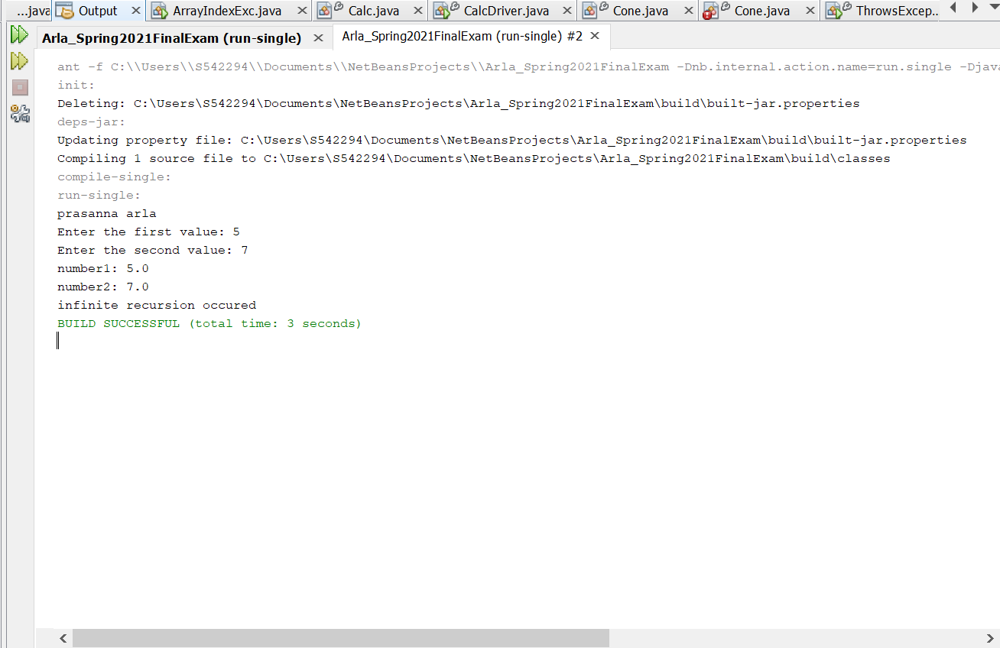 ...java Output ArrayIndexExc.java Calc.java CalcDriver.java Cone.java Cone.java ThrowsExcep..
Arla_Spring2021FinalExam (run-single) Arla_Spring2021FinalExam (run-single) #2
ant -f C:\\Users\\S542294\\Documents\\NetBeansProjects\\Arla_Spring2021FinalExam -Dnb.internal.action.name=run.single -Djava
init:
Deleting: C:\Users\S542294\Documents\NetBeansProjects\Arla_Spring2021FinalExam\build\built-jar.properties
deps-jar:
Updating property file: C:\Users\S542294\Documents\NetBeansProjects\Arla_Spring2021FinalExam\build\built-jar.properties
Compiling 1 source file to C:\Users\S542294\Documents\NetBeansProjects\Arla_Spring2021FinalExam\build\classes
compile-single:
run-single:
prasanna arla
Enter the first value: 5
Enter the second value: 7
number1: 5.0
number2: 7.0
infinite recursion occured
BUILD SUCCESSFUL (total time: 3 seconds)